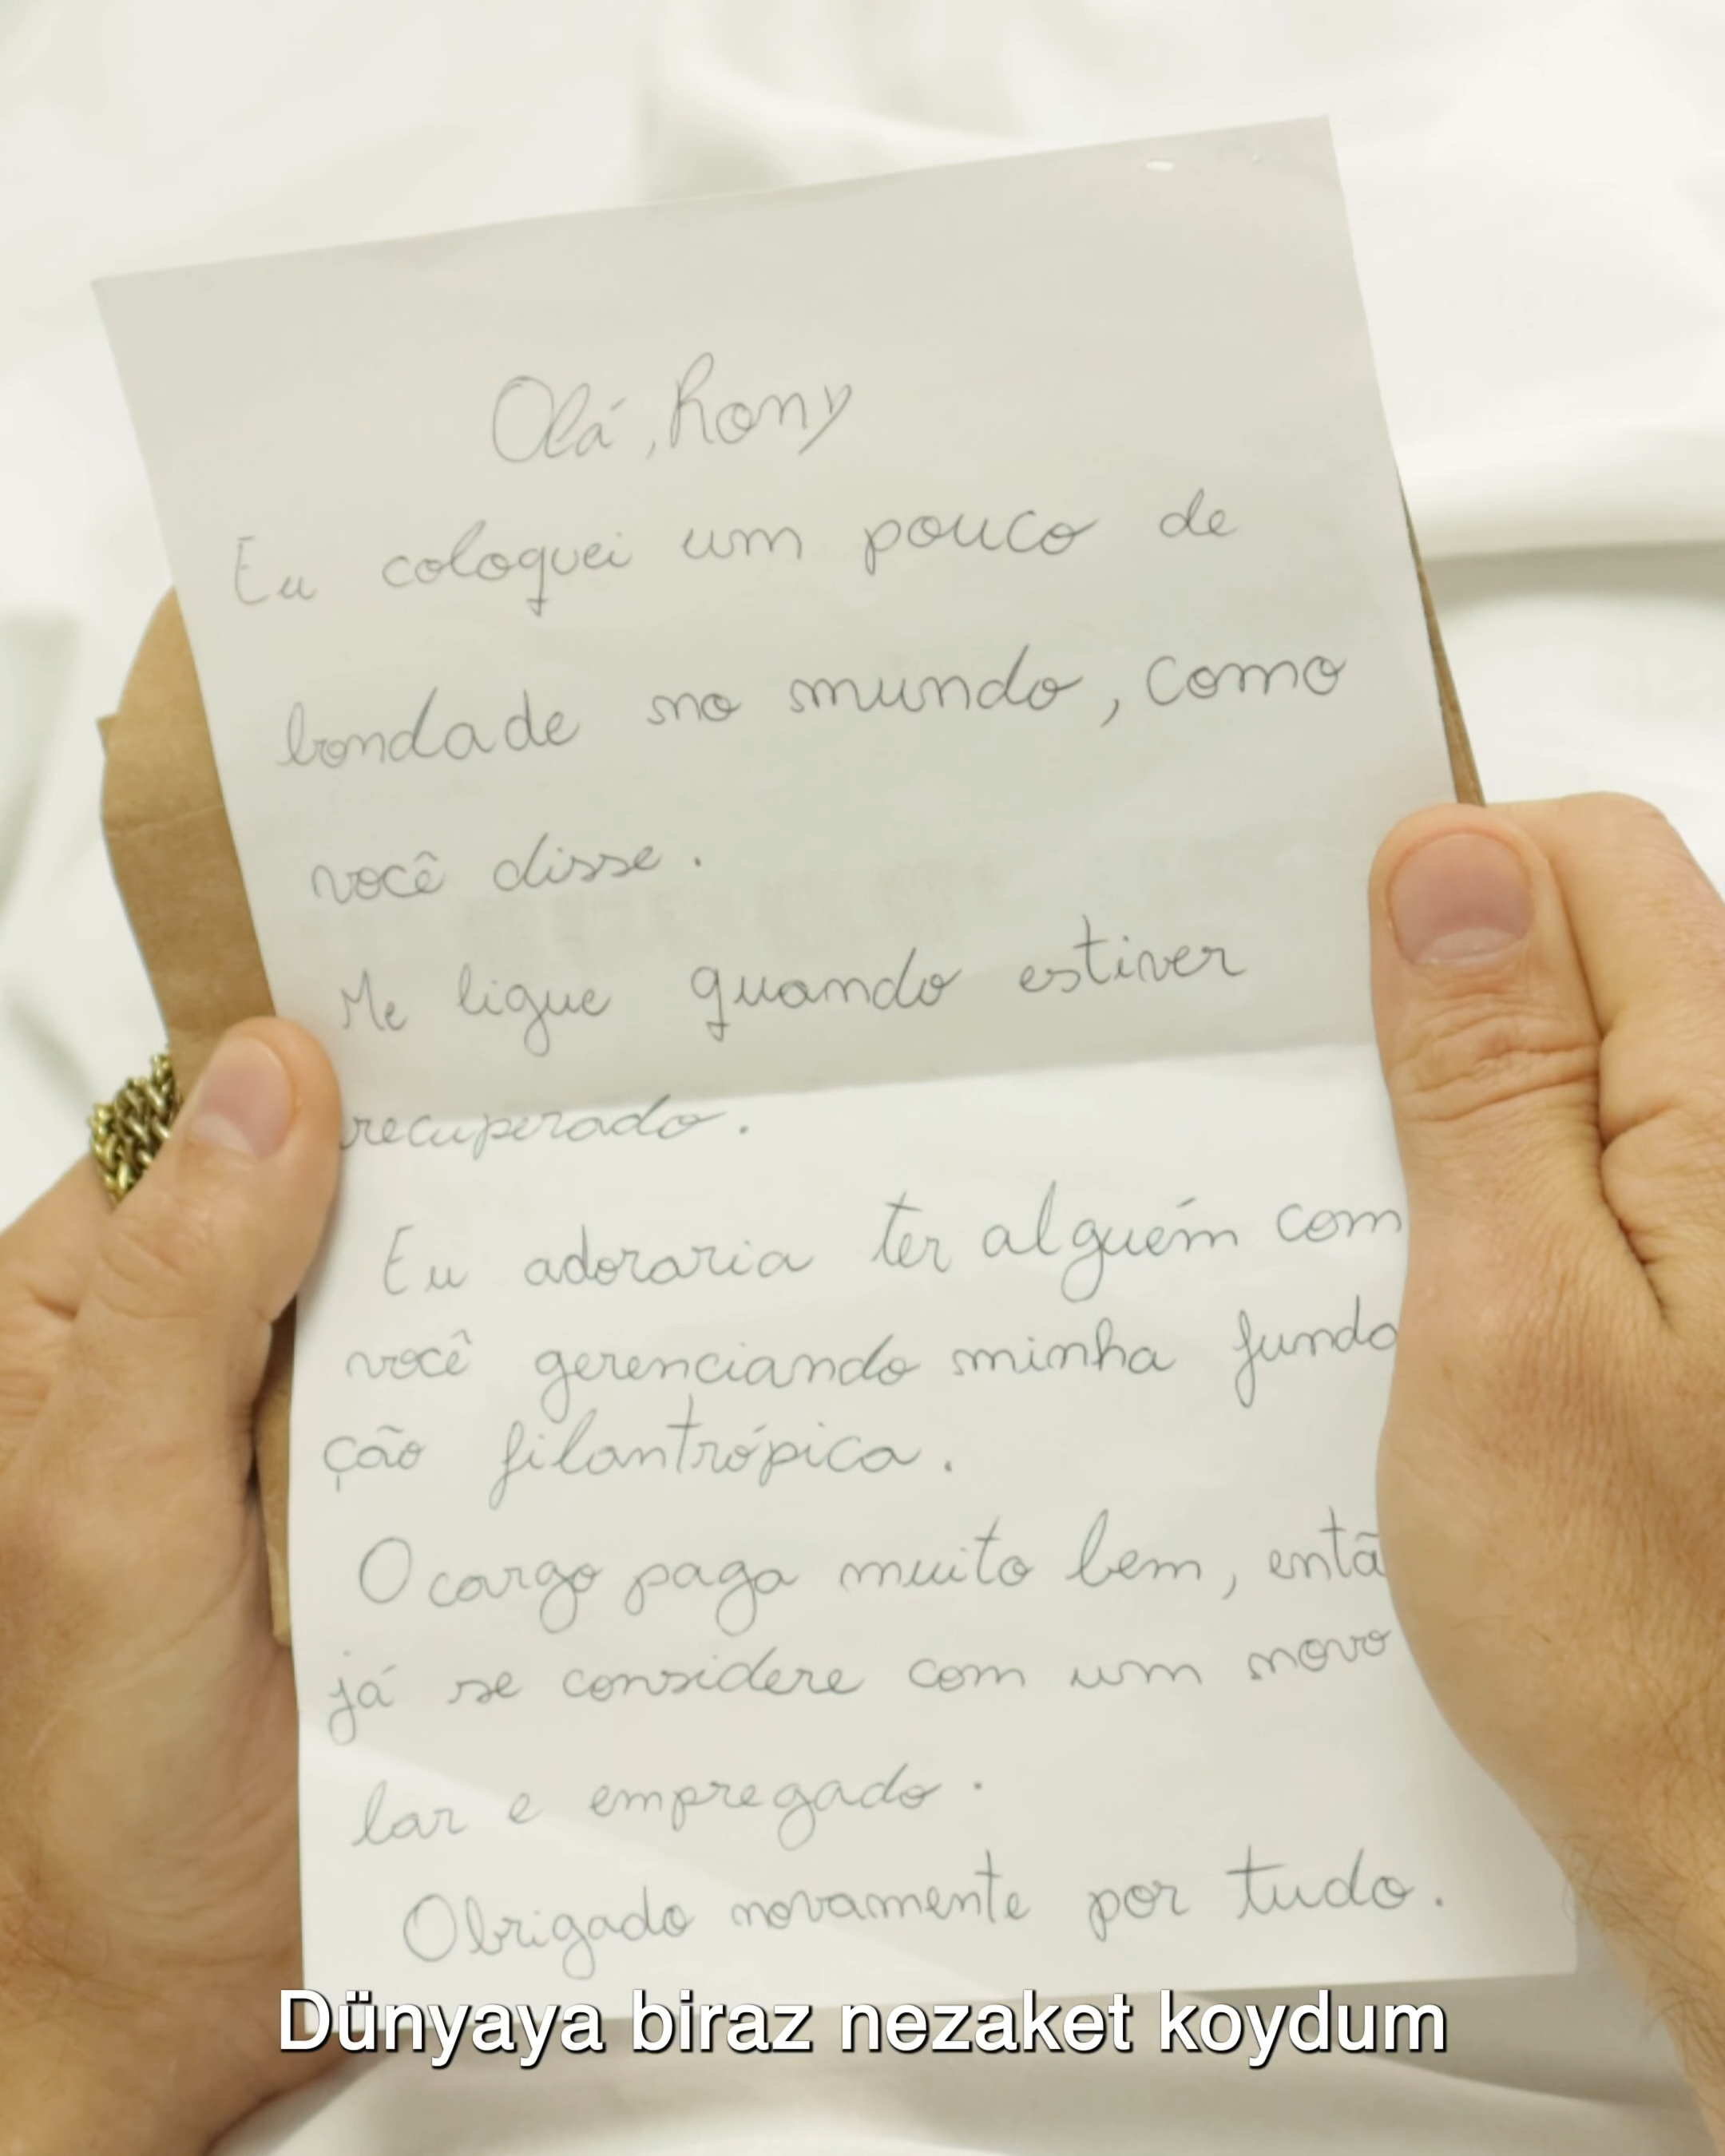 Olá, Rony
Eu coloquei um pouco de
bondade no mundo, como
você disse.
Me ligue quando estiver
recuperado.
Eu adoraria ter alguém com
você gerenciando minha funda
ção filantrópica.
O cargo paga muito bem, entã
já se considere com um novo
lar e empregado.
Obrigado novamente por tudo.
Dünyaya biraz nezaket koydum